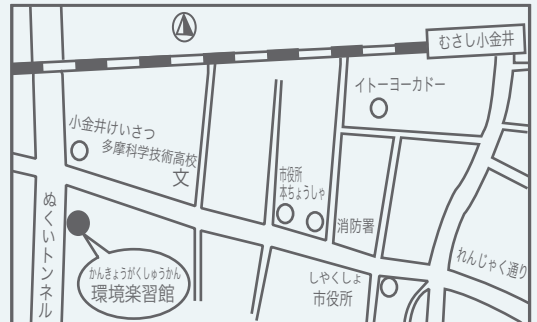 むさし小金井
イトーヨーカドー
小金井けいさつ
多摩科学技術高校
文
市役所
本ちょうしゃ
消防署
ぬくいトンネル
れんじゃく通り
かんきょうがくしゅうかん
環境楽習館
しやくしょ
市役所